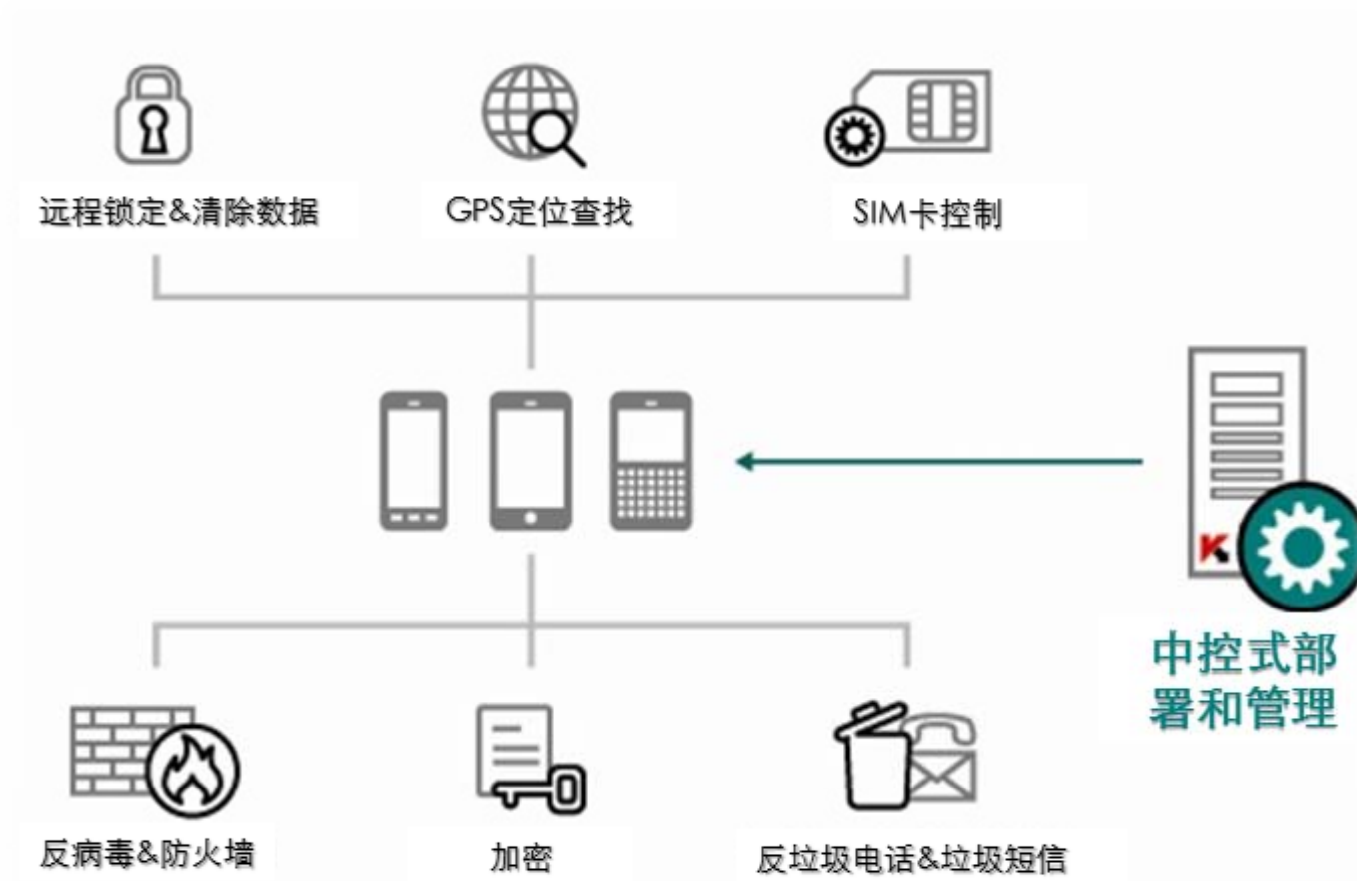 远程锁定&清除数据
GPS定位查找
SIM卡控制
中控式部
署和管理
反病毒&防火墙
加密
反垃圾电话&垃圾短信